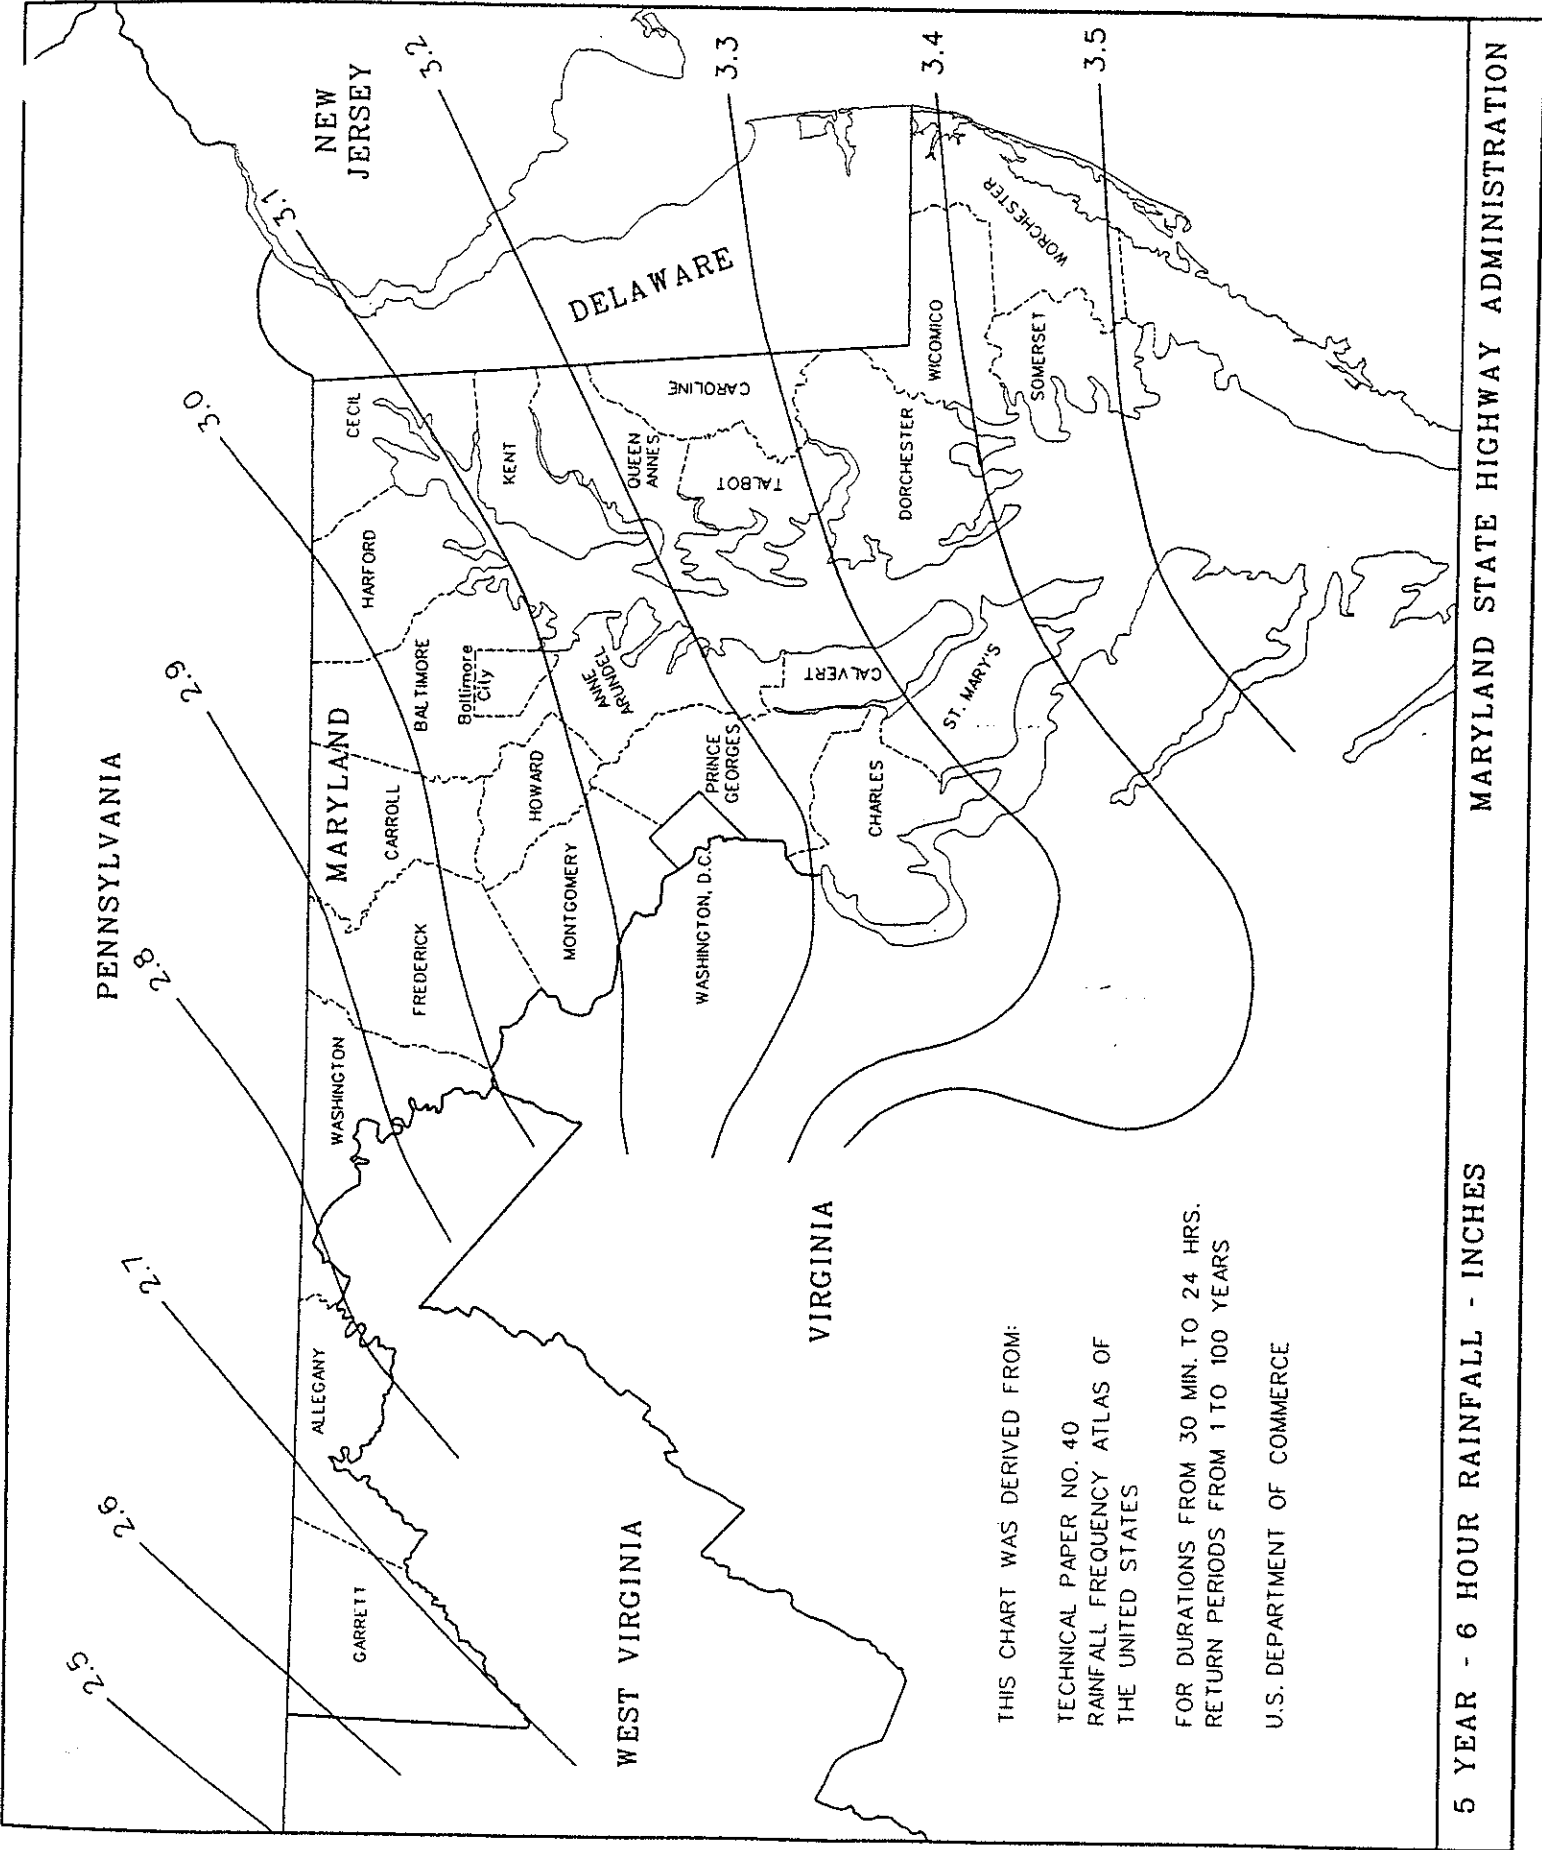 PENNSYLVANIA
NEW
JERSEY
2.5
2.6
2.7
2.8
2.9
3.0
3.1
3.2
3.3
3.4
3.5
MARYLAND
GARRETT
ALLEGANY
WASHINGTON
FREDERICK
CARROLL
BALTIMORE
Baltimore
City
HARFORD
CECIL
KENT
HOWARD
MONTGOMERY
ANNE
ARUNDEL
QUEEN
ANNES
CAROLINE
TALBOT
PRINCE
GEORGES
WASHINGTON, D.C.
CALVERT
CHARLES
ST. MARY'S
DORCHESTER
WICOMICO
SOMERSET
WORCHESTER
DELAWARE
WEST VIRGINIA
VIRGINIA
THIS CHART WAS DERIVED FROM:
TECHNICAL PAPER NO. 40
RAINFALL FREQUENCY ATLAS OF
THE UNITED STATES
FOR DURATIONS FROM 30 MIN. TO 24 HRS.
RETURN PERIODS FROM 1 TO 100 YEARS
U.S. DEPARTMENT OF COMMERCE
5 YEAR - 6 HOUR RAINFALL - INCHES
MARYLAND STATE HIGHWAY ADMINISTRATION